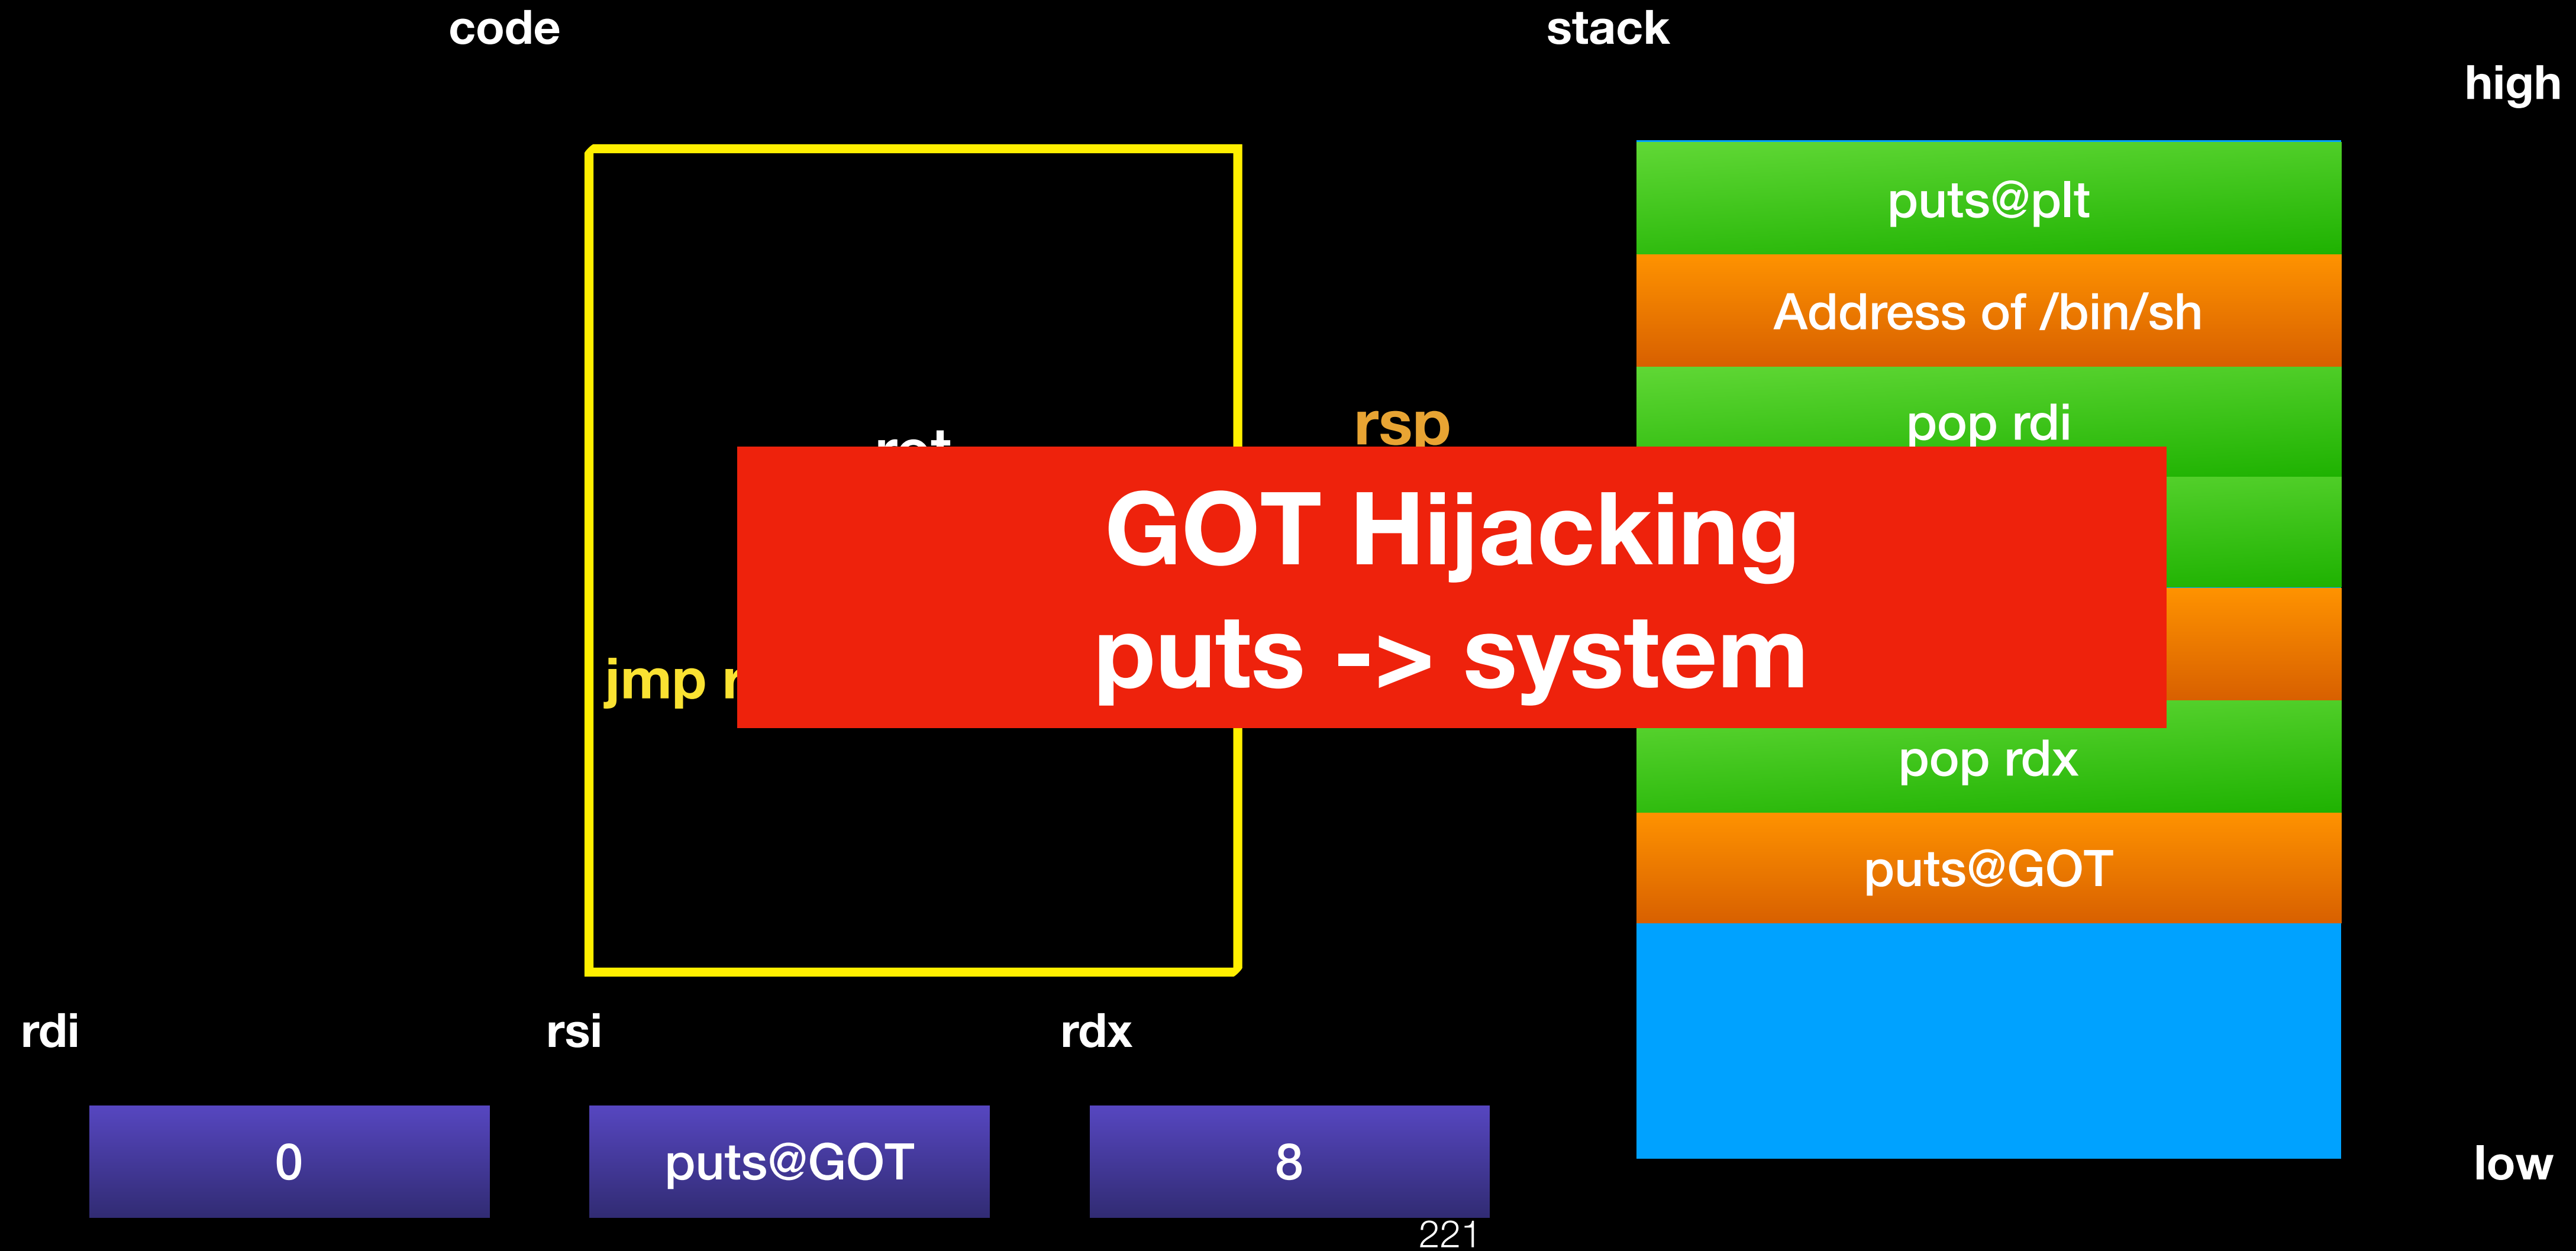 code
stack
high
puts@plt
Address of /bin/sh
rsp
pop rdi
GOT Hijacking
puts -> system
jmp
pop rdx
puts@GOT
rdi
rsi
rdx
0
puts@GOT
8
low
221